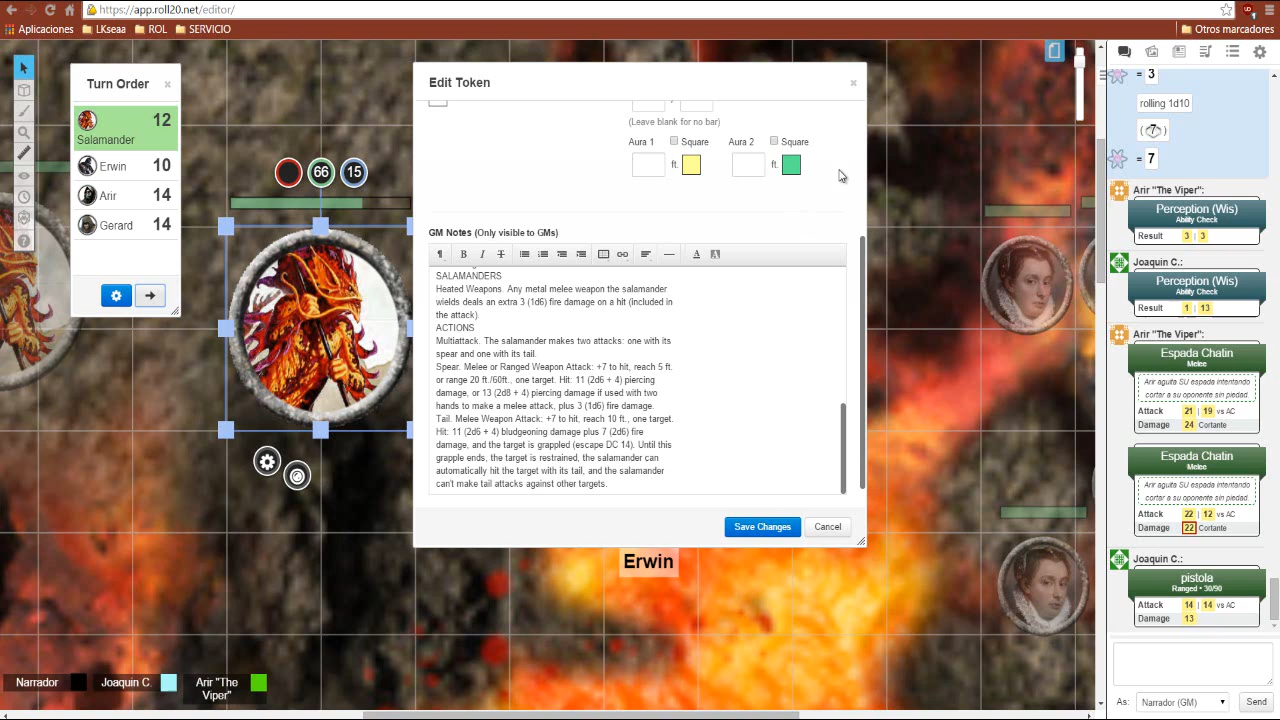 https://app.roll20.net/editor/
Aplicaciones
LKseaa
ROL
SERVICIO
Otros marcadores
Turn Order
×
12
Salamander
Erwin
10
Arir
14
Gerard
14
66
15
Edit Token
×
(Leave blank for no bar)
Aura 1
Square
Aura 2
Square
ft.
ft.
GM Notes (Only visible to GMs)
SALAMANDERS
Heated Weapons. Any metal melee weapon the salamander
wields deals an extra 3 (1d6) fire damage on a hit (included in
the attack).
ACTIONS
Multiattack. The salamander makes two attacks: one with its
spear and one with its tail.
Spear. Melee or Ranged Weapon Attack: +7 to hit, reach 5 ft.
or range 20 ft./60ft., one target. Hit: 11 (2d6 + 4) piercing
damage, or 13 (2d8 + 4) piercing damage if used with two
hands to make a melee attack, plus 3 (1d6) fire damage.
Tail. Melee Weapon Attack: +7 to hit, reach 10 ft., one target.
Hit: 11 (2d6 + 4) bludgeoning damage plus 7 (2d6) fire
damage, and the target is grappled (escape DC 14). Until this
grapple ends, the target is restrained, the salamander can
automatically hit the target with its tail, and the salamander
can't make tail attacks against other targets.
Save Changes
Cancel
Erwin
Narrador
Joaquin C.
Arir "The
Viper"
= 3
rolling 1d10
(7)
= 7
Arir "The Viper":
Perception (Wis)
Ability Check
Result 3 | 3
Joaquin C.:
Perception (Wis)
Ability Check
Result 1 | 13
Arir "The Viper":
Espada Chatin
Melee
Arir aguita SU espada intentando
cortar a su oponente sin piedad.
Attack 21 | 19 vs AC
Damage 24 Cortante
Espada Chatin
Melee
Arir aguita SU espada intentando
cortar a su oponente sin piedad.
Attack 22 | 12 vs AC
Damage 22 Cortante
Joaquin C.:
pistola
Ranged • 30/90
Attack 14 | 14 vs AC
Damage 13
As:
Narrador (GM)
Send